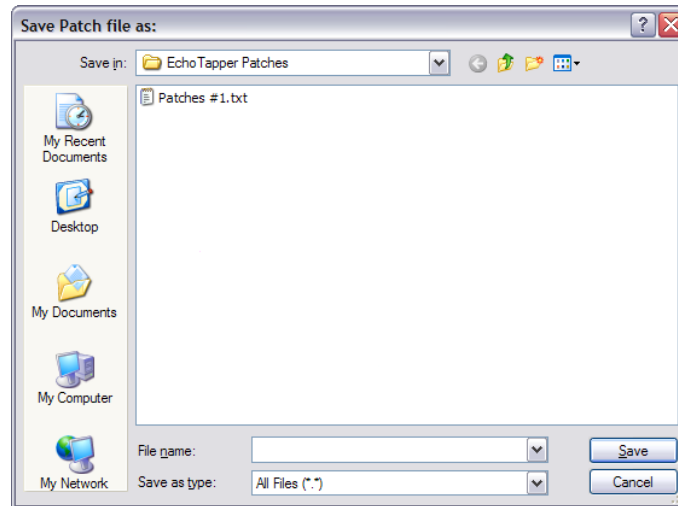 Save Patch file as:
Save in:
EchoTapper Patches
My Recent
Documents
Desktop
My Documents
My Computer
My Network
Patches #1.txt
File name:
Save
Save as type:
All Files (*.*)
Cancel